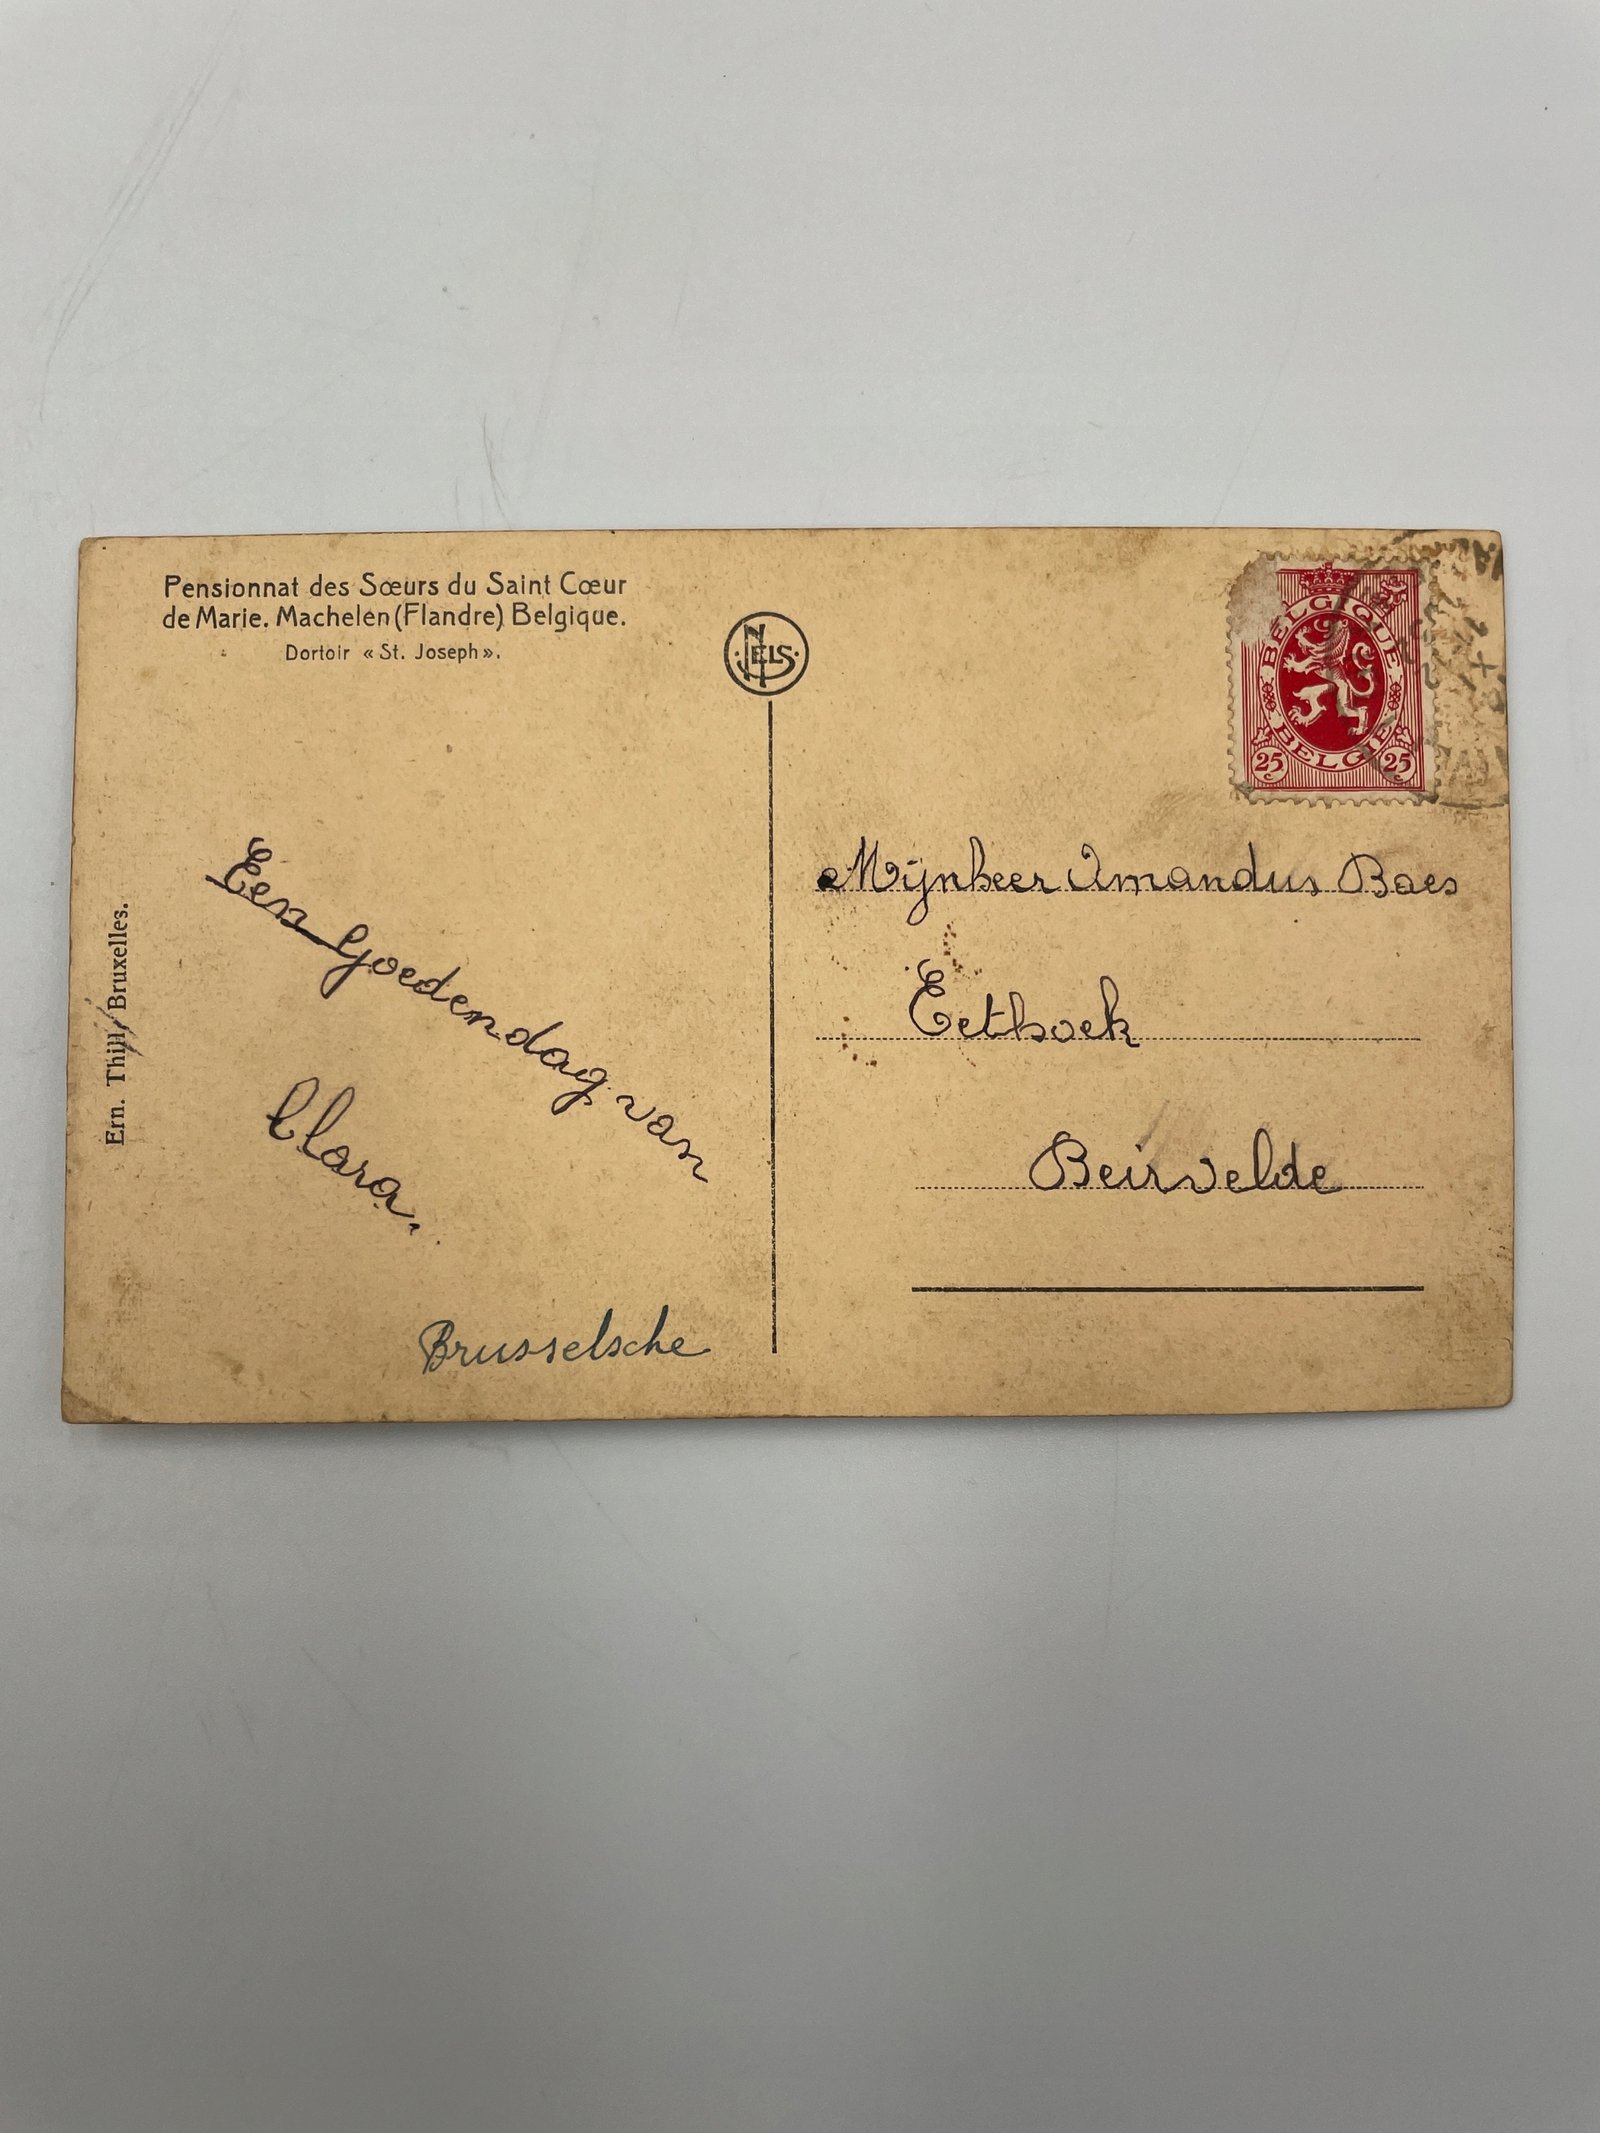 Pensionnat des Sœurs du Saint Cœur
de Marie. Machelen (Flandre) Belgique.
Dortoir « St. Joseph ».
NELS
BELGIQUE
BELGIE
25 c 25 c
Een Goedendag van
Clara.
Brusselsche
Ern. Thill, Bruxelles.
Mijnheer Amandus Baes
Eethoek
Beirvelde